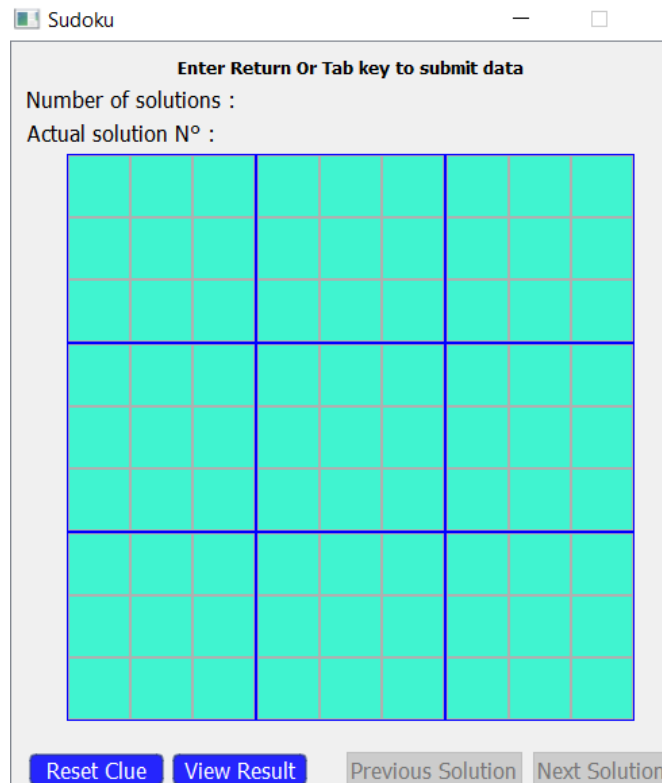 Sudoku
Enter Return Or Tab key to submit data
Number of solutions :
Actual solution N° :
Reset Clue View Result Previous Solution Next Solution